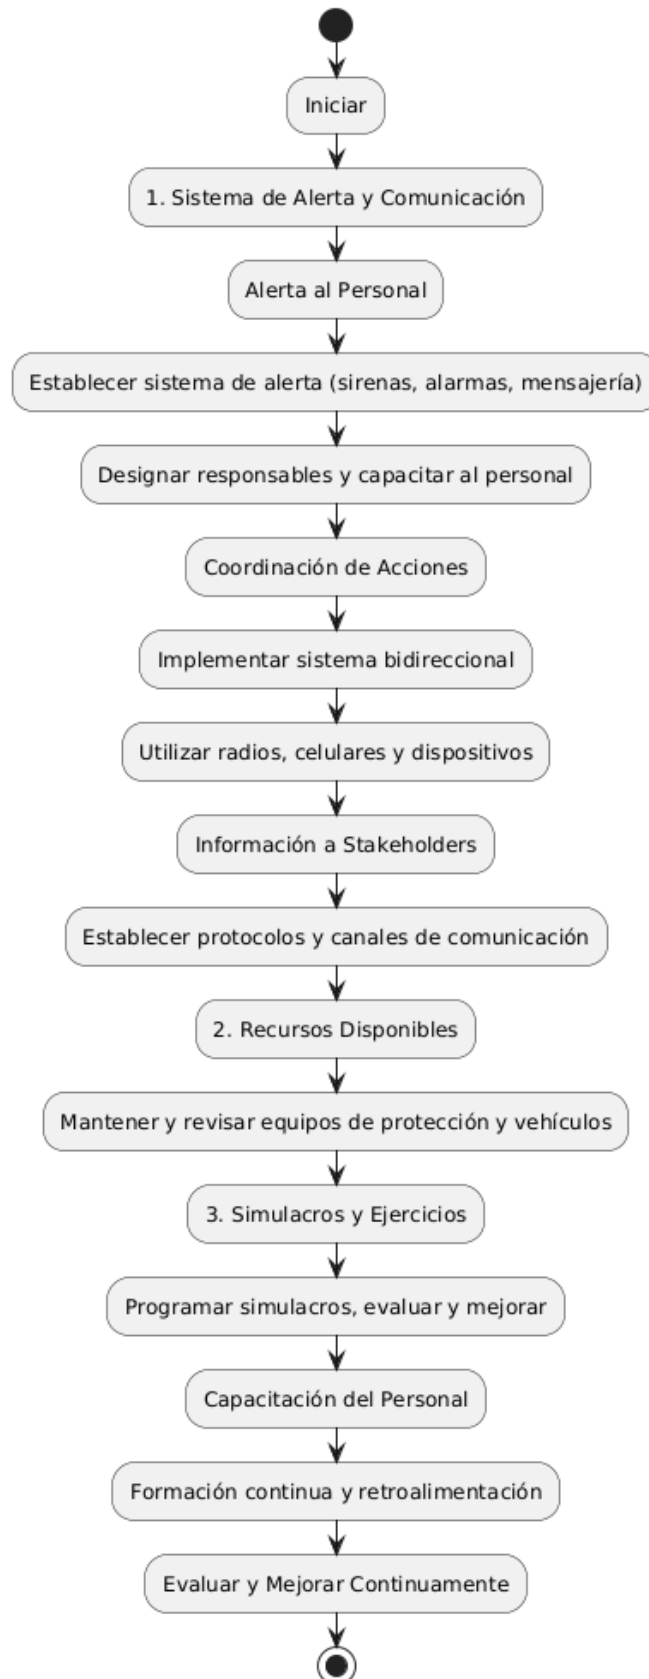 Iniciar
1. Sistema de Alerta y Comunicación
Alerta al Personal
Establecer sistema de alerta (sirenas, alarmas, mensajería)
Designar responsables y capacitar al personal
Coordinación de Acciones
Implementar sistema bidireccional
Utilizar radios, celulares y dispositivos
Información a Stakeholders
Establecer protocolos y canales de comunicación
2. Recursos Disponibles
Mantener y revisar equipos de protección y vehículos
3. Simulacros y Ejercicios
Programar simulacros, evaluar y mejorar
Capacitación del Personal
Formación continua y retroalimentación
Evaluar y Mejorar Continuamente